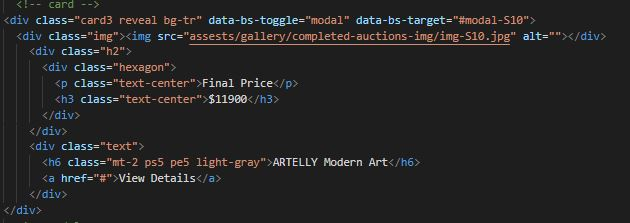 <!-- card -->
<div class="card3 reveal bg-tr" data-bs-toggle="modal" data-bs-target="#modal-S10">
<div class="img"><img src="assests/gallery/completed-auctions-img/img-S10.jpg" alt=""></div>
<div class="h2">
<div class="hexagon">
<p class="text-center">Final Price</p>
<h3 class="text-center">$11900</h3>
</div>
</div>
<div class="text">
<h6 class="mt-2 ps5 pe5 light-gray">ARTELLY Modern Art</h6>
<a href="#">View Details</a>
</div>
</div>